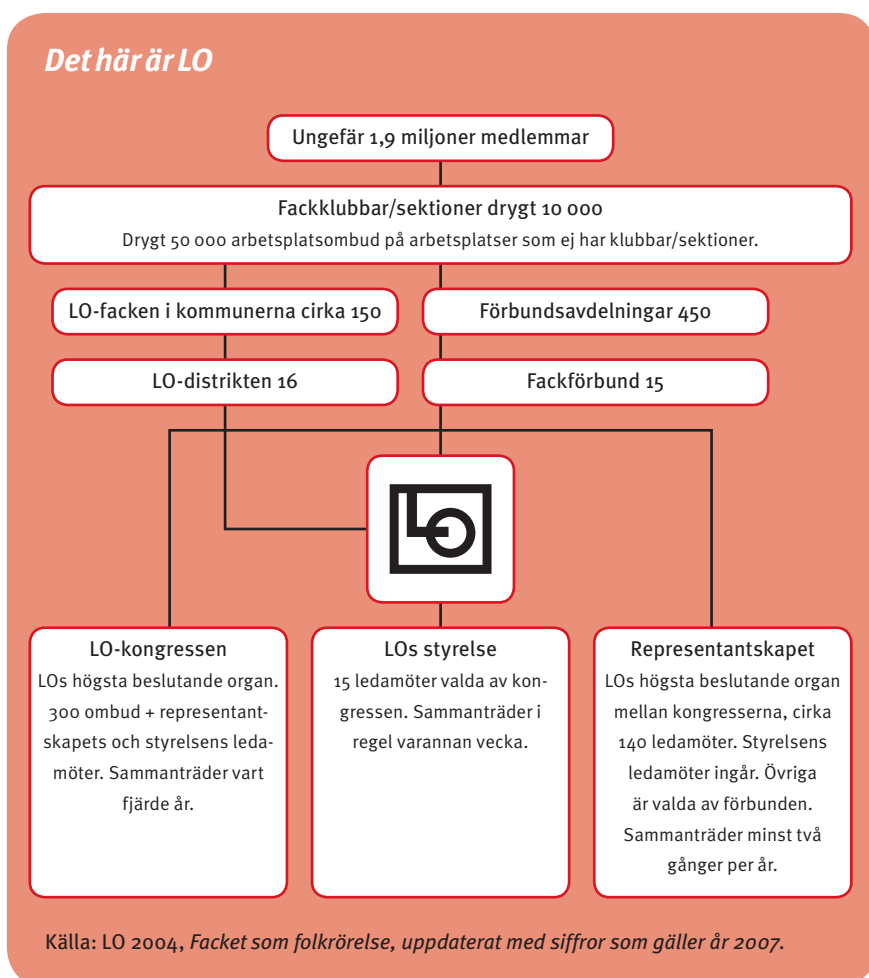 Det här är LO
Ungefär 1,9 miljoner medlemmar
Fackklubbar/sektioner drygt 10 000
Drygt 50 000 arbetsplatsombud på arbetsplatser som ej har klubbar/sektioner.
LO-facken i kommunerna cirka 150
Förbundsavdelningar 450
LO-distrikten 16
Fackförbund 15
LO
LO-kongressen
LOs högsta beslutande organ.
300 ombud + representant-
skapets och styrelsens leda-
möter. Sammanträder vart
fjärde år.
LOs styrelse
15 ledamöter valda av kon-
gressen. Sammanträder i
regel varannan vecka.
Representantskapet
LOs högsta beslutande organ
mellan kongresserna, cirka
140 ledamöter. Styrelsens
ledamöter ingår. Övriga
är valda av förbunden.
Sammanträder minst två
gånger per år.
Källa: LO 2004, Facket som folkrörelse, uppdaterat med siffror som gäller år 2007.